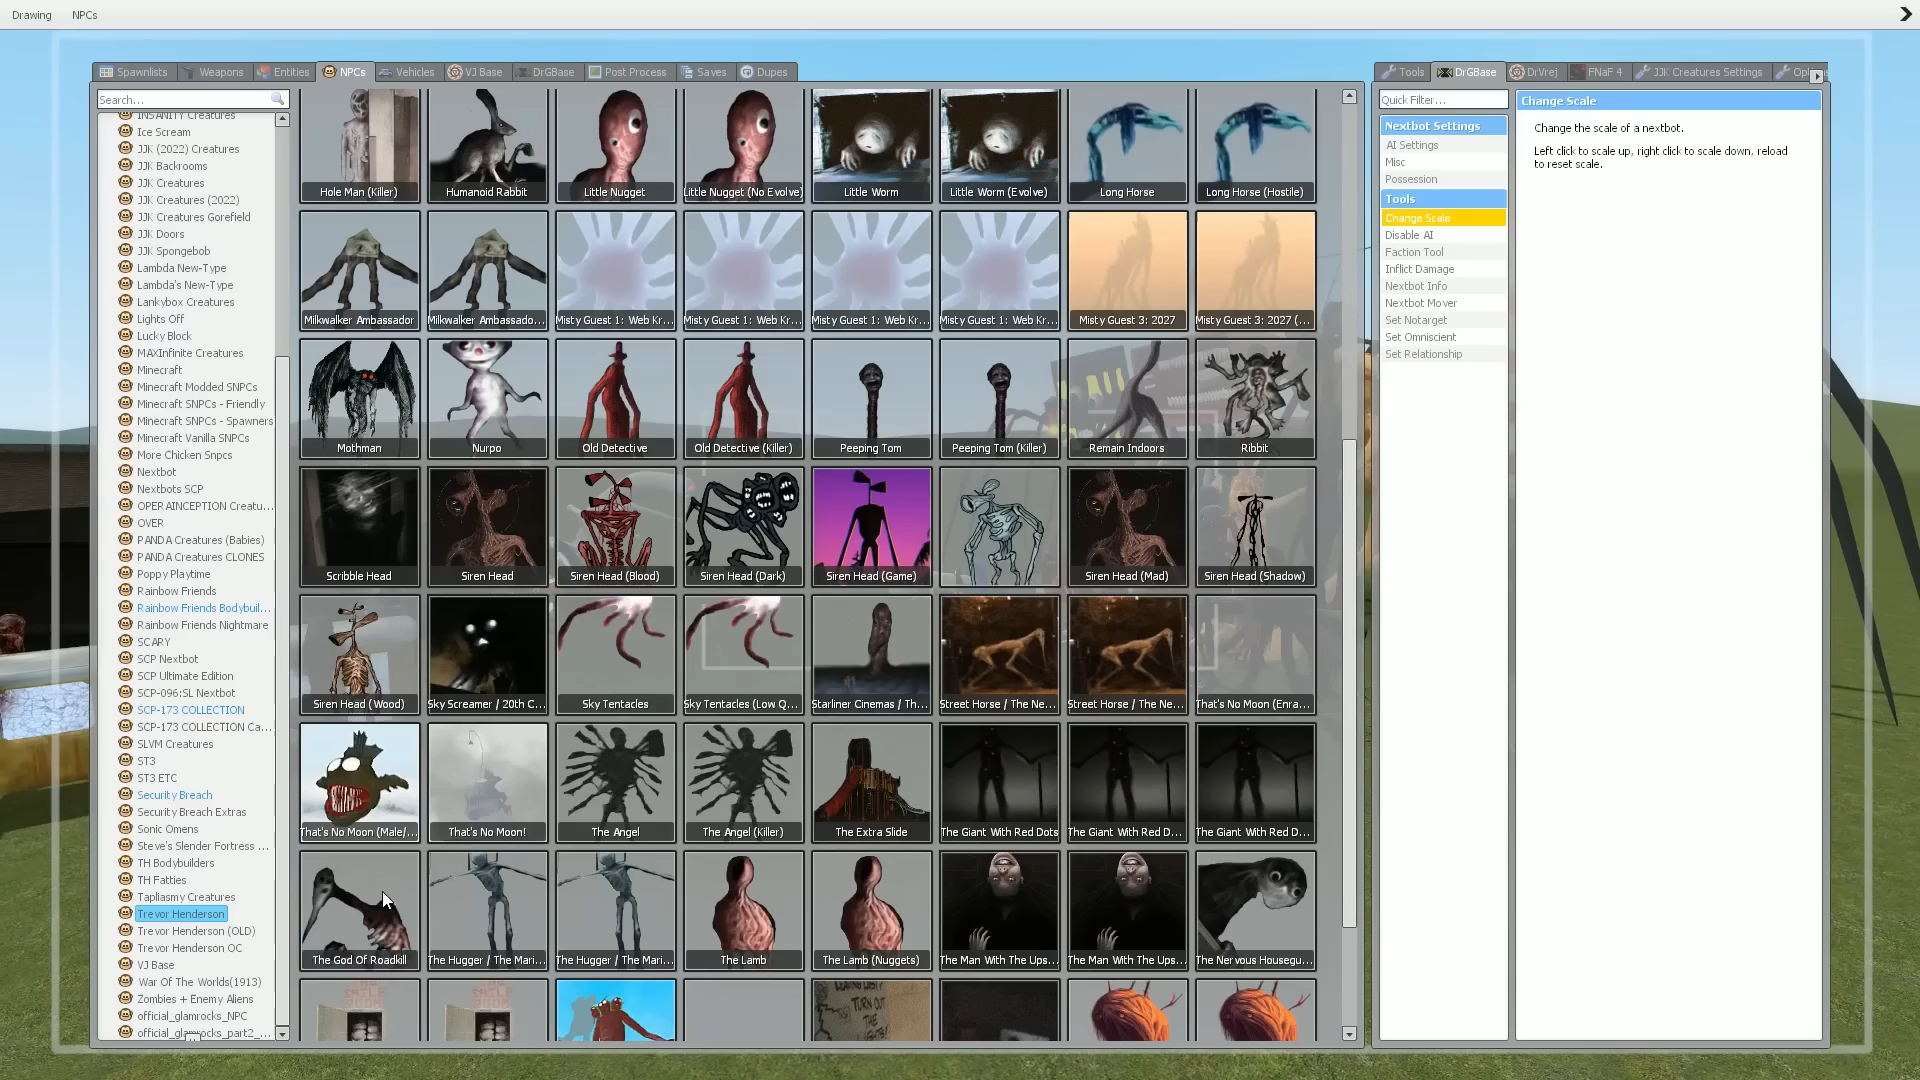 Drawing NPCs
Spawnlists Weapons Entities NPCs Vehicles VJ Base DrGBase Post Process Saves Dupes
Tools DrGBase DrVrej FNaF 4 JJK Creatures Settings
Search...
INSANITY Creatures
Ice Scream
JJK (2022) Creatures
JJK Backrooms
JJK Creatures
JJK Creatures (2022)
JJK Creatures Gorefield
JJK Doors
JJK Spongebob
Lambda New-Type
Lambda's New-Type
Lankybox Creatures
Lights Off
Lucky Block
MAXInfinite Creatures
Minecraft
Minecraft Modded SNPCs
Minecraft SNPCs - Friendly
Minecraft SNPCs - Spawners
Minecraft Vanilla SNPCs
More Chicken Snpcs
Nextbot
Nextbots SCP
OPERAINCEPTION Creatu...
OVER
PANDA Creatures (Babies)
PANDA Creatures CLONES
Poppy Playtime
Rainbow Friends
Rainbow Friends Bodybuil...
Rainbow Friends Nightmare
SCARY
SCP Nextbot
SCP Ultimate Edition
SCP-096:SL Nextbot
SCP-173 COLLECTION
SCP-173 COLLECTION Ca...
SLVM Creatures
ST3
ST3 ETC
Security Breach
Security Breach Extras
Sonic Omens
Steve's Slender Fortress ...
TH Bodybuilders
TH Fatties
Tapliasmy Creatures
Trevor Henderson
Trevor Henderson (OLD)
Trevor Henderson OC
VJ Base
War Of The Worlds(1913)
Zombies + Enemy Aliens
official_glamrocks_NPC
official_glamrocks_part2_...
Hole Man (Killer) Humanoid Rabbit Little Nugget Little Nugget (No Evolve) Little Worm Little Worm (Evolve) Long Horse Long Horse (Hostile)
Milkwalker Ambassador Milkwalker Ambassado... Misty Guest 1: Web Kr... Misty Guest 1: Web Kr... Misty Guest 1: Web Kr... Misty Guest 1: Web Kr... Misty Guest 3: 2027 Misty Guest 3: 2027 (...
Mothman Nurpo Old Detective Old Detective (Killer) Peeping Tom Peeping Tom (Killer) Remain Indoors Ribbit
Scribble Head Siren Head Siren Head (Blood) Siren Head (Dark) Siren Head (Game) Siren Head (Mad) Siren Head (Shadow)
Siren Head (Wood) Sky Screamer / 20th C... Sky Tentacles Sky Tentacles (Low Q... Starliner Cinemas / Th... Street Horse / The Ne... Street Horse / The Ne... That's No Moon (Enra...
That's No Moon (Male/... That's No Moon! The Angel The Angel (Killer) The Extra Slide The Giant With Red Dots The Giant With Red D... The Giant With Red D...
The God Of Roadkill The Hugger / The Mari... The Hugger / The Mari... The Lamb The Lamb (Nuggets) The Man With The Ups... The Man With The Ups... The Nervous Housegu...
TURN OUT
THE
Quick Filter...
Nextbot Settings
AI Settings
Misc
Possession
Tools
Change Scale
Disable AI
Faction Tool
Inflict Damage
Nextbot Info
Nextbot Mover
Set Notarget
Set Omniscient
Set Relationship
Change Scale
Change the scale of a nextbot.
Left click to scale up, right click to scale down, reload
to reset scale.